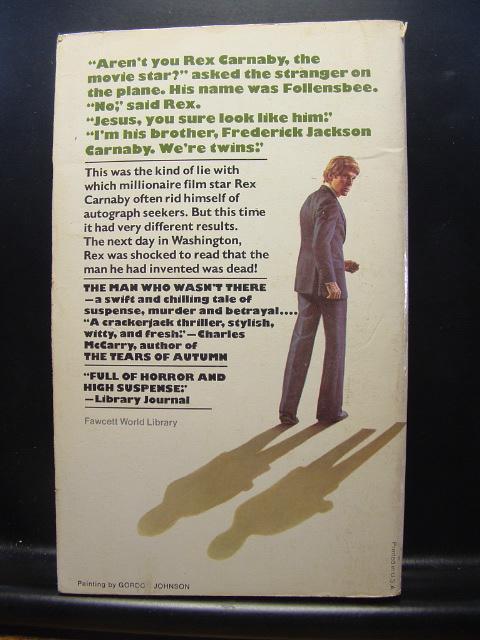 “Aren't you Rex Carnaby, the
movie star?” asked the stranger on
the plane. His name was Follensbee.
“No,” said Rex.
“Jesus, you sure look like him.”
“I'm his brother, Frederick Jackson
Carnaby. We're twins.”
This was the kind of lie with
which millionaire film star Rex
Carnaby often rid himself of
autograph seekers. But this time
it had very different results.
The next day in Washington,
Rex was shocked to read that the
man he had invented was dead!
THE MAN WHO WASN'T THERE
—a swift and chilling tale of
suspense, murder and betrayal....
“A crackerjack thriller, stylish,
witty, and fresh.”—Charles
McCarry, author of
THE TEARS OF AUTUMN
“FULL OF HORROR AND
HIGH SUSPENSE.”
—Library Journal
Fawcett World Library
Painting by JOHNSON
Printed in U.S.A.